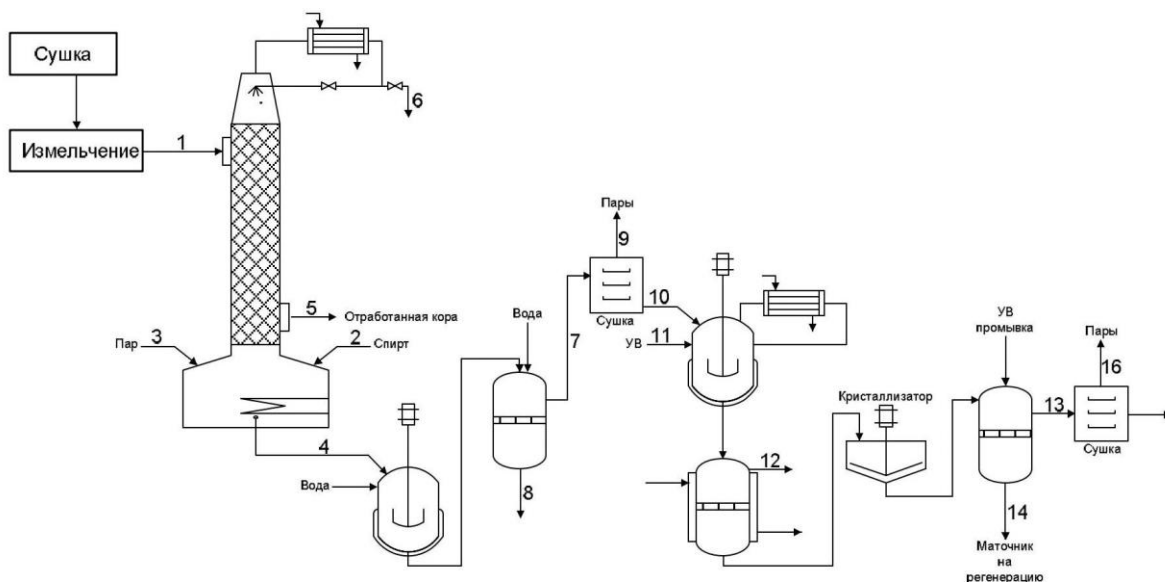 Сушка
Измельчение
1
6
5
Отработанная кора
Пар
3
2
Спирт
4
Вода
Вода
7
8
Пары
9
Сушка
10
УВ
11
12
Кристаллизатор
УВ
промывка
13
14
Маточник
на
регенерацию
Пары
16
Сушка